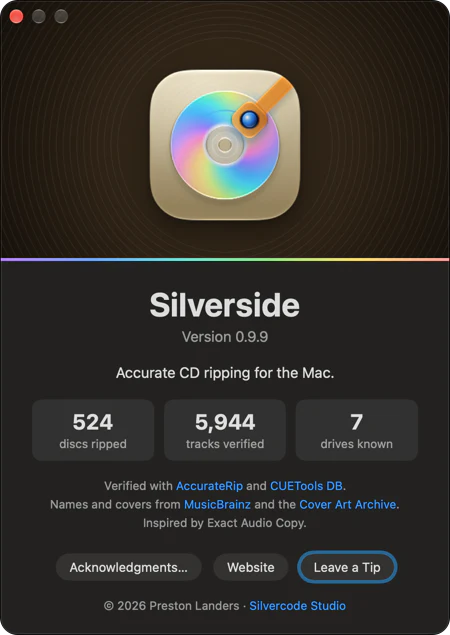 Silverside
Version 0.9.9
Accurate CD ripping for the Mac.
524
discs ripped
5,944
tracks verified
7
drives known
Verified with AccurateRip and CUETools DB.
Names and covers from MusicBrainz and the Cover Art Archive.
Inspired by Exact Audio Copy.
Acknowledgments...
Website
Leave a Tip
© 2026 Preston Landers · Silvercode Studio